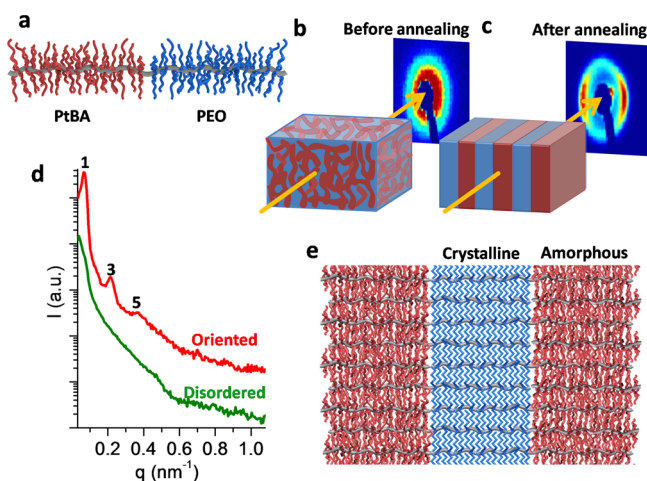 a
PtBA
PEO
b
Before annealing
c
After annealing
d
1
3
5
I (a.u.)
Oriented
Disordered
0.2 0.4 0.6 0.8 1.0
q (nm⁻¹)
e
Crystalline
Amorphous